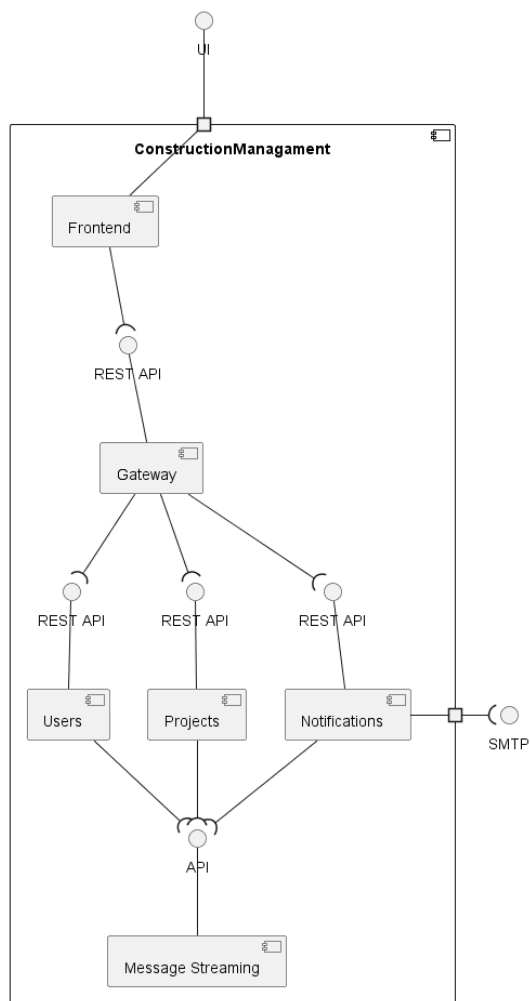 UI
ConstructionManagament
Frontend
REST API
Gateway
REST API
REST API
REST API
Users
Projects
Notifications
SMTP
API
Message Streaming